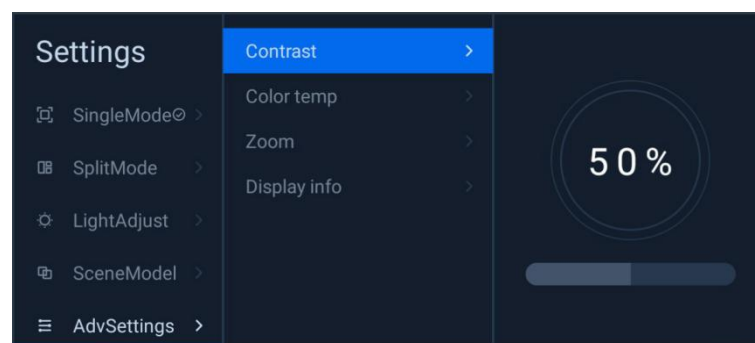 Settings
SingleMode
SplitMode
LightAdjust
SceneModel
AdvSettings
Contrast
Color temp
Zoom
Display info
50%